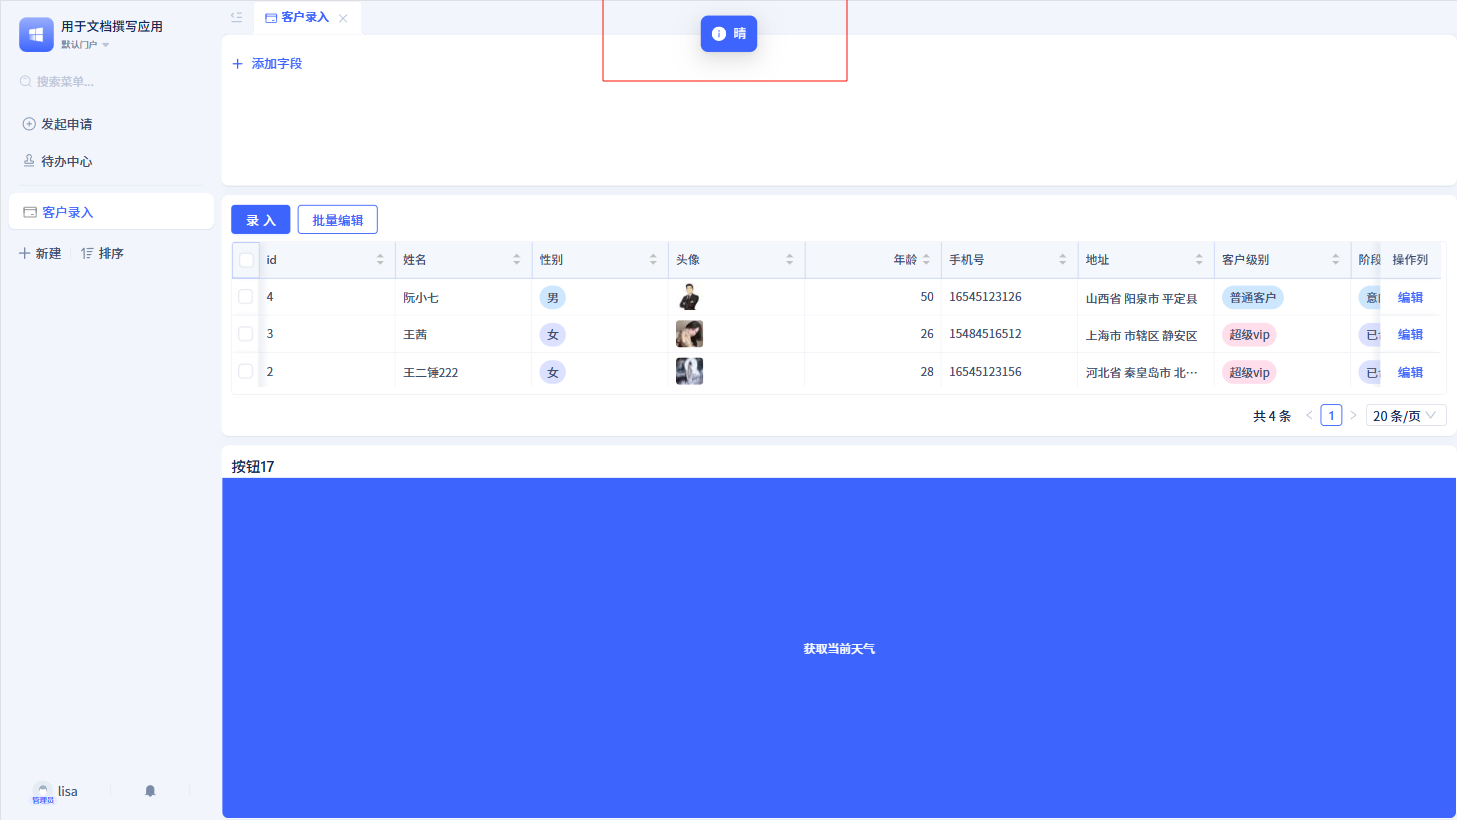 用于文档撰写应用
默认门户
搜索菜单...
发起申请
待办中心
客户录入
新建
排序
lisa
管理员
客户录入
晴
添加字段
录 入
批量编辑
id 姓名 性别 头像 年龄 手机号 地址 客户级别 阶段 操作列
4 阮小七 男 50 16545123126 山西省 阳泉市 平定县 普通客户 编辑
3 王茜 女 26 15484516512 上海市 市辖区 静安区 超级vip 已 编辑
2 王二锤222 女 28 16545123156 河北省 秦皇岛市 北… 超级vip 已 编辑
共 4 条 1 20 条/页
按钮17
获取当前天气